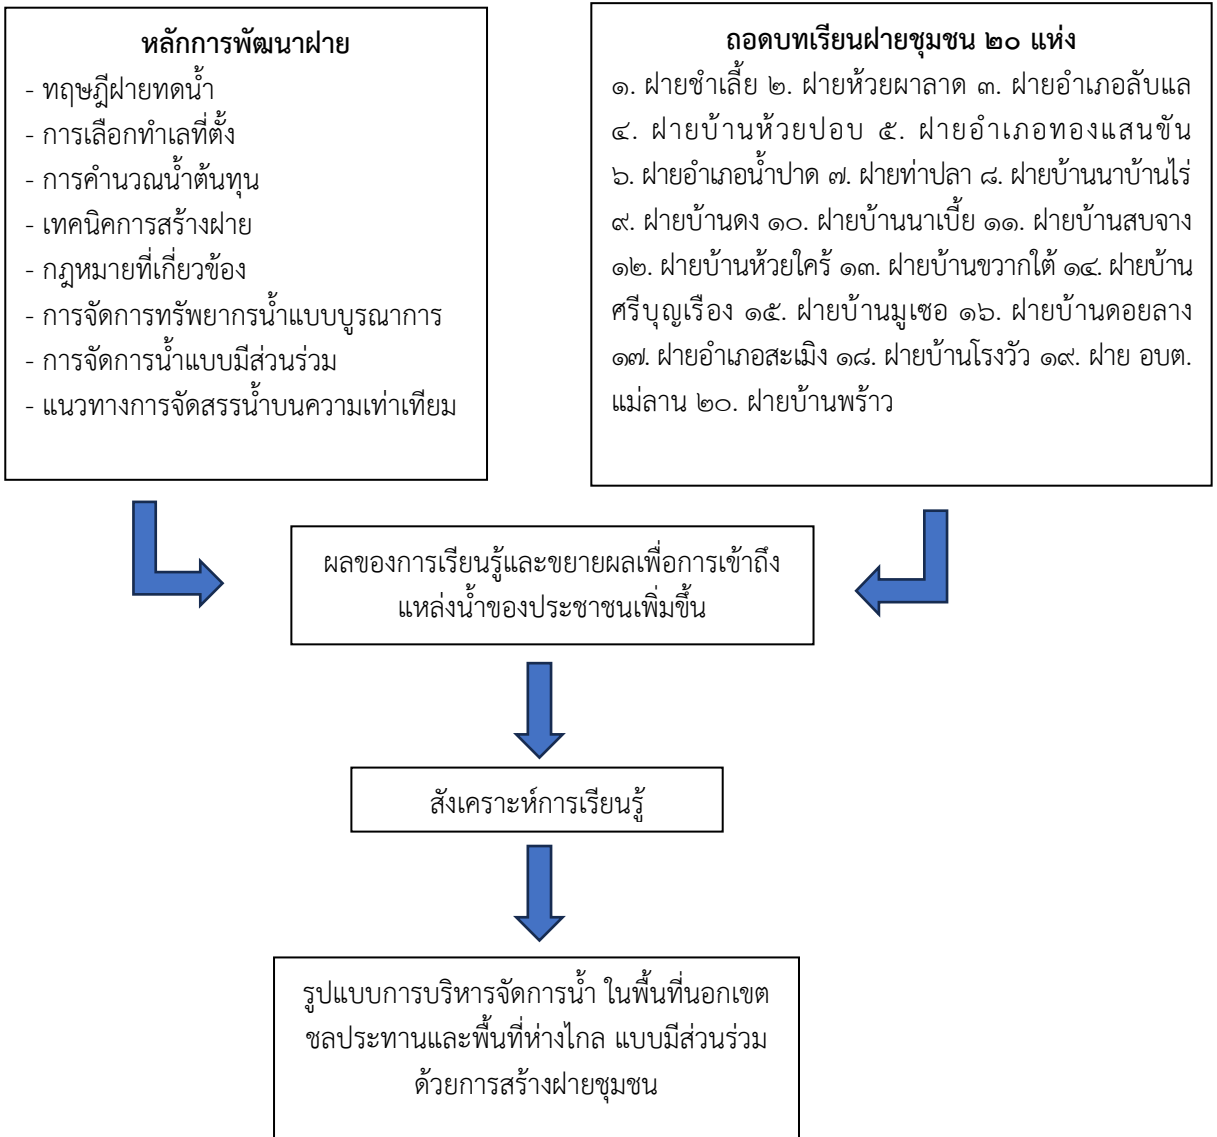 หลักการพัฒนาฝาย
- ทฤษฎีฝายทดน้ำ
- การเลือกทำเลที่ตั้ง
- การคำนวณน้ำต้นทุน
- เทคนิคการสร้างฝาย
- กฎหมายที่เกี่ยวข้อง
- การจัดการทรัพยากรน้ำแบบบูรณาการ
- การจัดการน้ำแบบมีส่วนร่วม
- แนวทางการจัดสรรน้ำบนความเท่าเทียม
ถอดบทเรียนฝายชุมชน ๒๐ แห่ง
๑. ฝายชำเลี้ย ๒. ฝายห้วยผาลาด ๓. ฝายอำเภอลับแล
๔. ฝายบ้านห้วยปอบ ๕. ฝายอำเภอทองแสนขัน
๖. ฝายอำเภอน้ำปาด ๗. ฝายท่าปลา ๘. ฝายบ้านนาบ้านไร่
๙. ฝายบ้านดง ๑๐. ฝายบ้านนาเบี้ย ๑๑. ฝายบ้านสบจาง
๑๒. ฝายบ้านห้วยใคร้ ๑๓. ฝายบ้านขวากใต้ ๑๔. ฝายบ้าน
ศรีบุญเรือง ๑๕. ฝายบ้านมูเซอ ๑๖. ฝายบ้านดอยลาง
๑๗. ฝายอำเภอสะเมิง ๑๘. ฝายบ้านโรงวัว ๑๙. ฝาย อบต.
แม่ลาน ๒๐. ฝายบ้านพร้าว
ผลของการเรียนรู้และขยายผลเพื่อการเข้าถึง
แหล่งน้ำของประชาชนเพิ่มขึ้น
สังเคราะห์การเรียนรู้
รูปแบบการบริหารจัดการน้ำ ในพื้นที่นอกเขต
ชลประทานและพื้นที่ห่างไกล แบบมีส่วนร่วม
ด้วยการสร้างฝายชุมชน